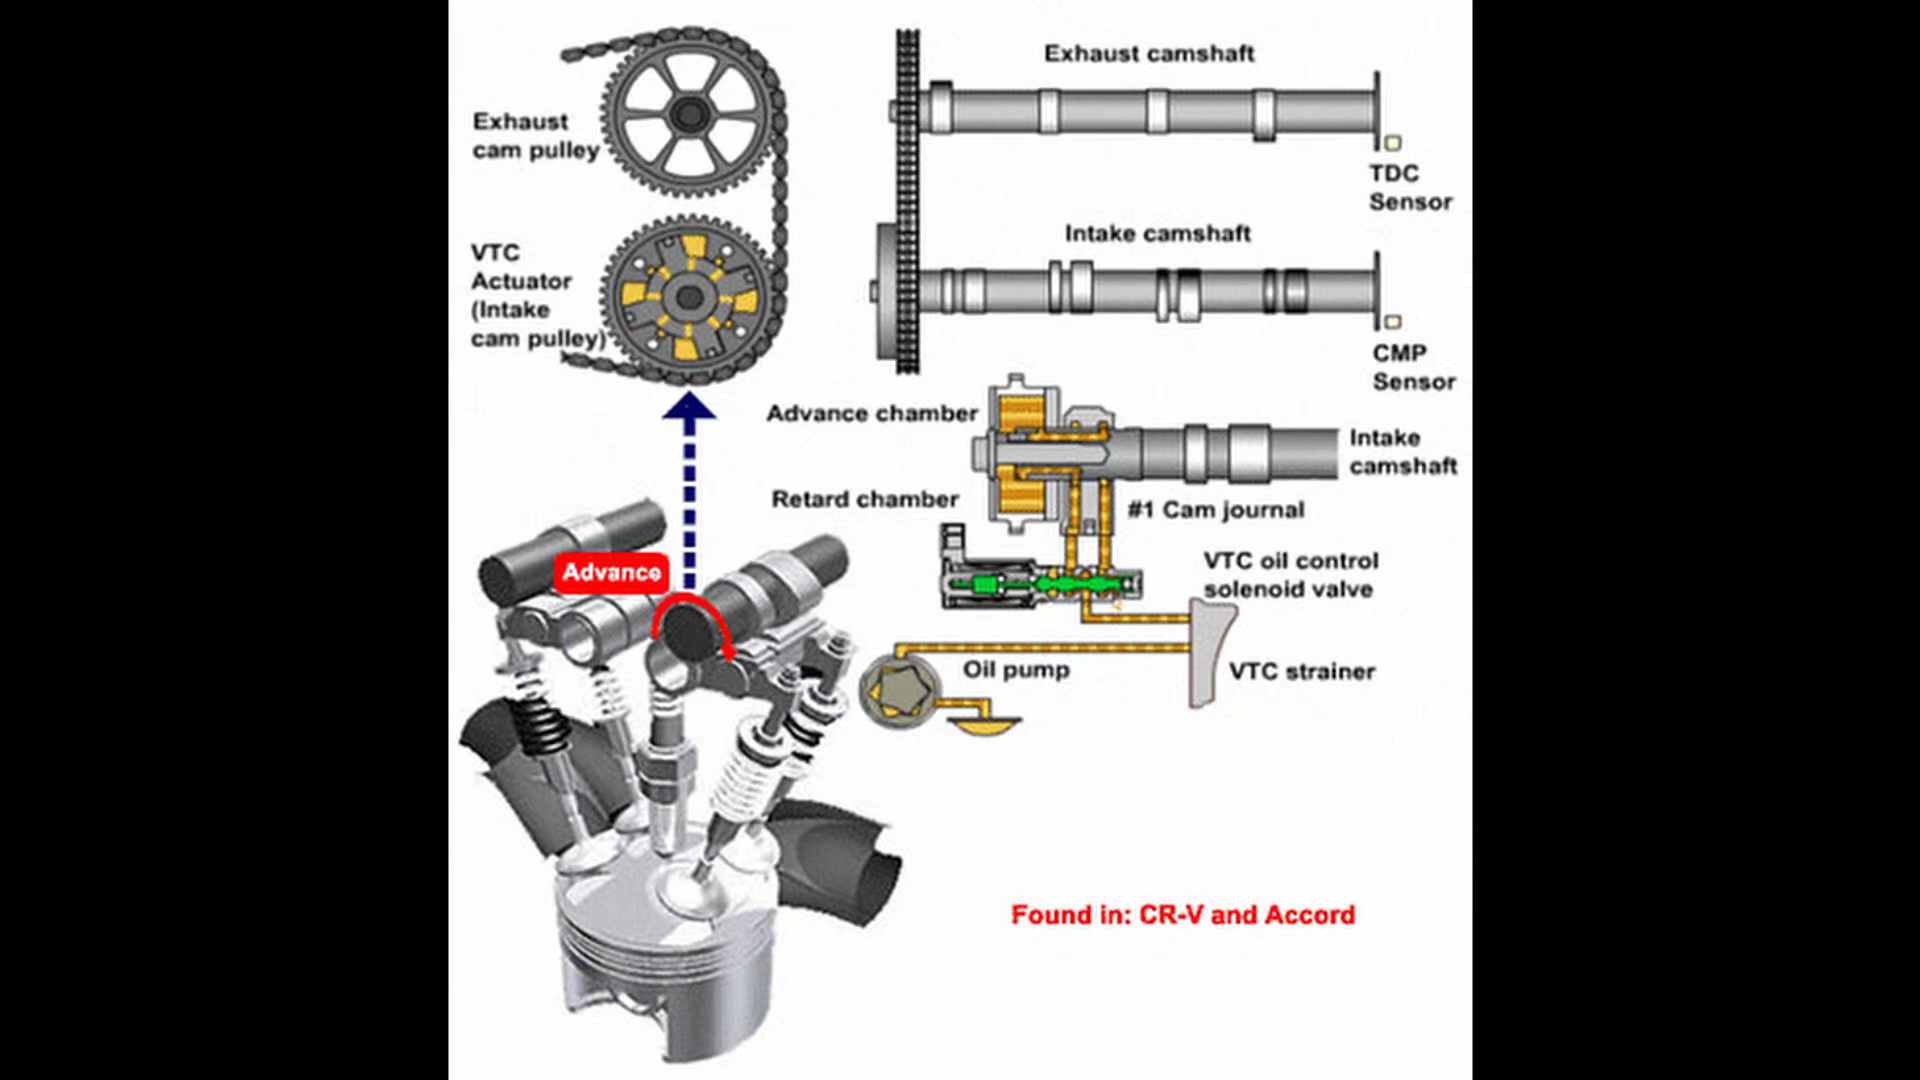 Exhaust camshaft
Exhaust
cam pulley
TDC
Sensor
Intake camshaft
VTC
Actuator
(Intake
cam pulley)
CMP
Sensor
Advance chamber
Intake
camshaft
Retard chamber
#1 Cam journal
VTC oil control
solenoid valve
Advance
Oil pump
VTC strainer
Found in: CR-V and Accord